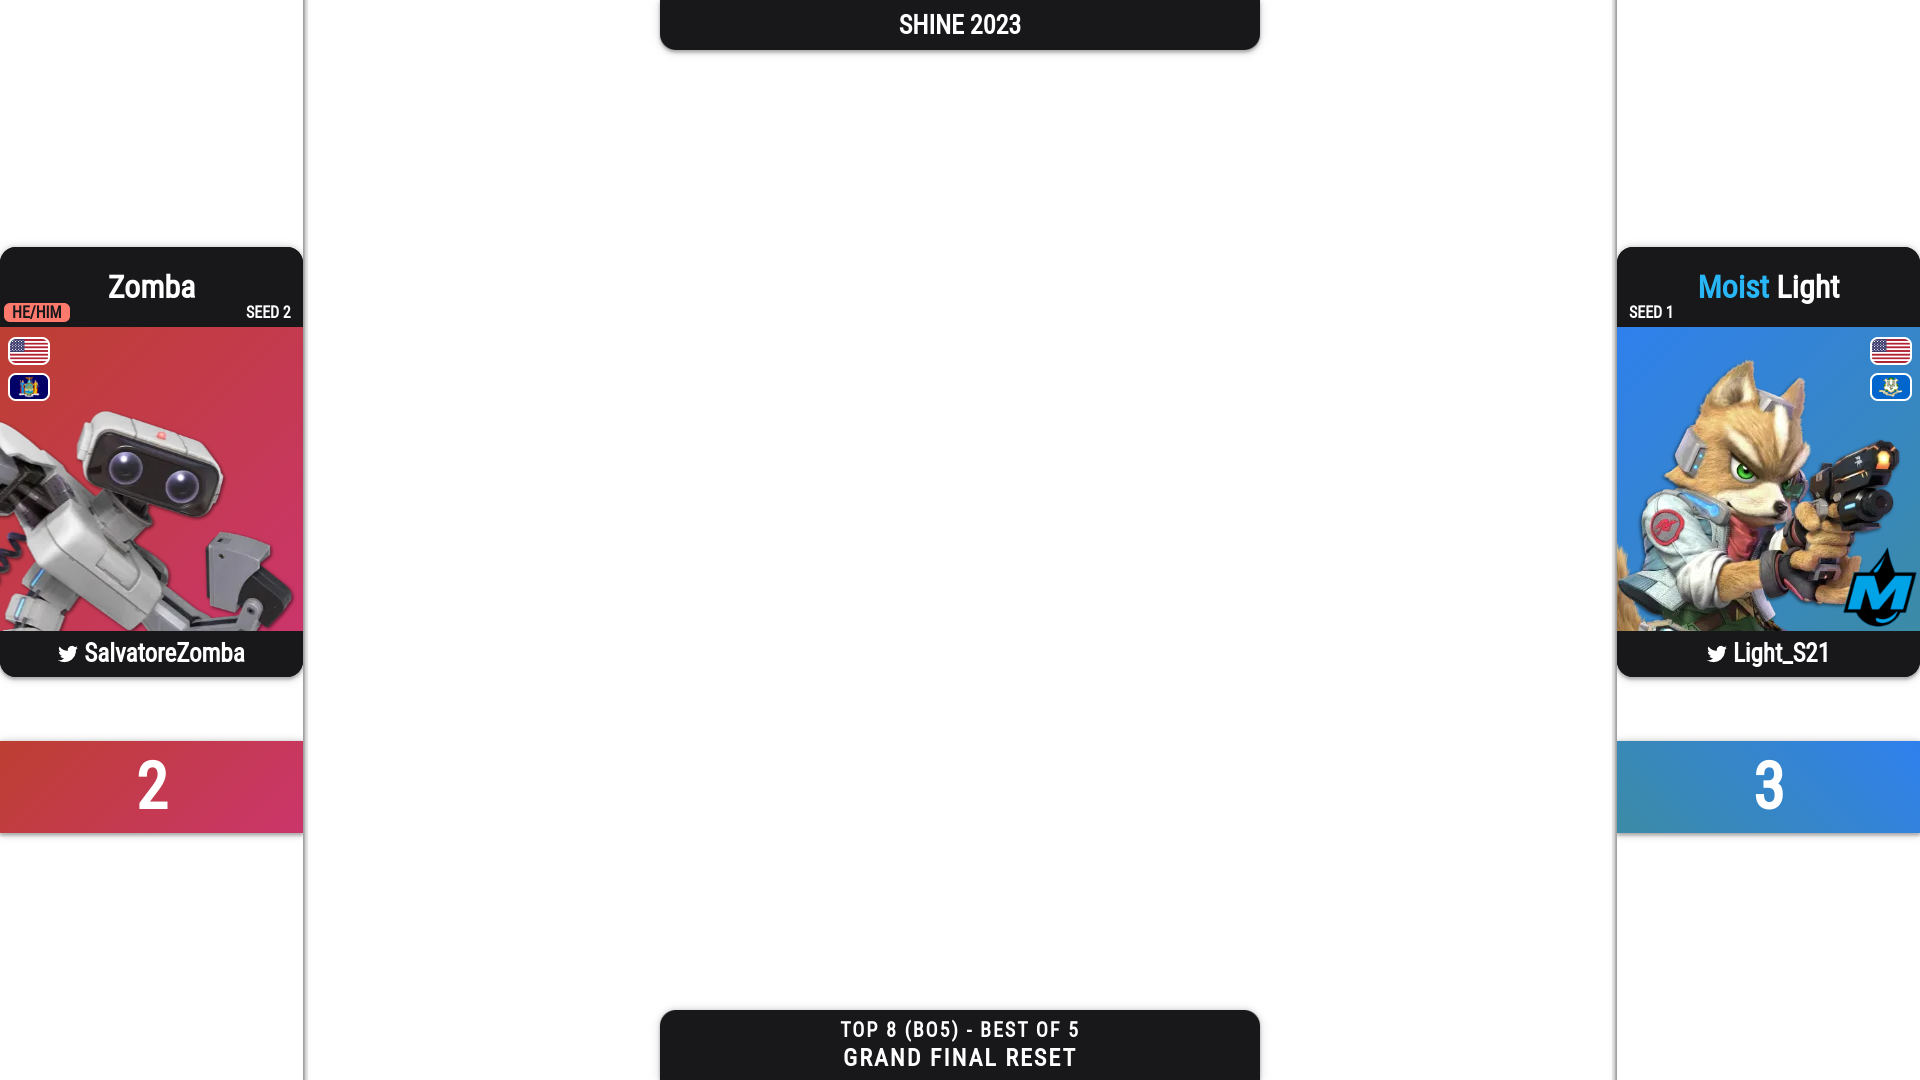 SHINE 2023
Zomba
HE/HIM
SEED 2
SalvatoreZomba
2
Moist Light
SEED 1
M
Light_S21
3
TOP 8 (BO5) - BEST OF 5
GRAND FINAL RESET